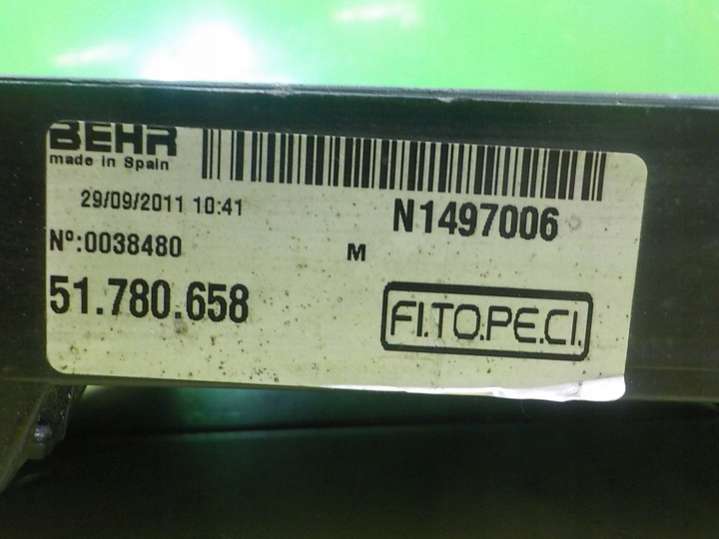 BEHR
made in Spain
29/09/2011 10:41
N1497006
Nº:0038480
M
51.780.658
FI.TO.PE.CI.